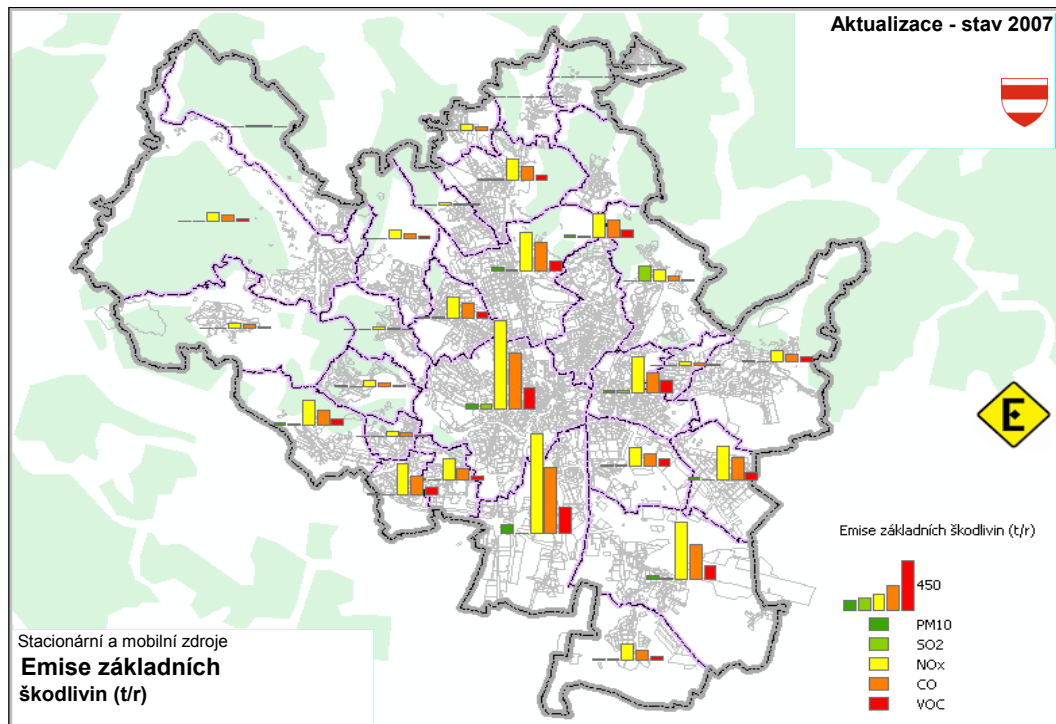 Aktualizace - stav 2007
E
Emise základních škodlivin (t/r)
450
PM10
SO2
NOx
CO
VOC
Stacionární a mobilní zdroje
Emise základních
škodlivin (t/r)